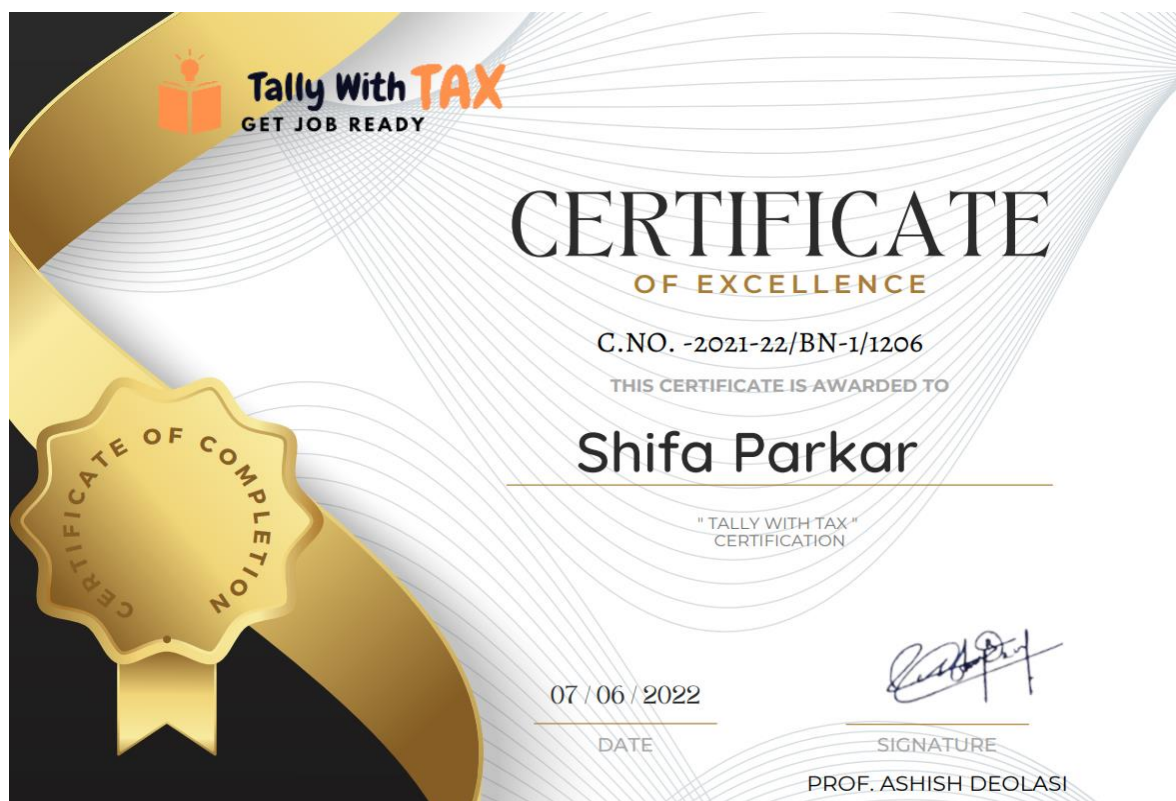 Tally With TAX
GET JOB READY
CERTIFICATE
OF EXCELLENCE
C.NO. -2021-22/BN-1/1206
THIS CERTIFICATE IS AWARDED TO
Shifa Parkar
" TALLY WITH TAX "
CERTIFICATION
CERTIFICATE OF COMPLETION
07 / 06 / 2022
DATE
SIGNATURE
PROF. ASHISH DEOLASI